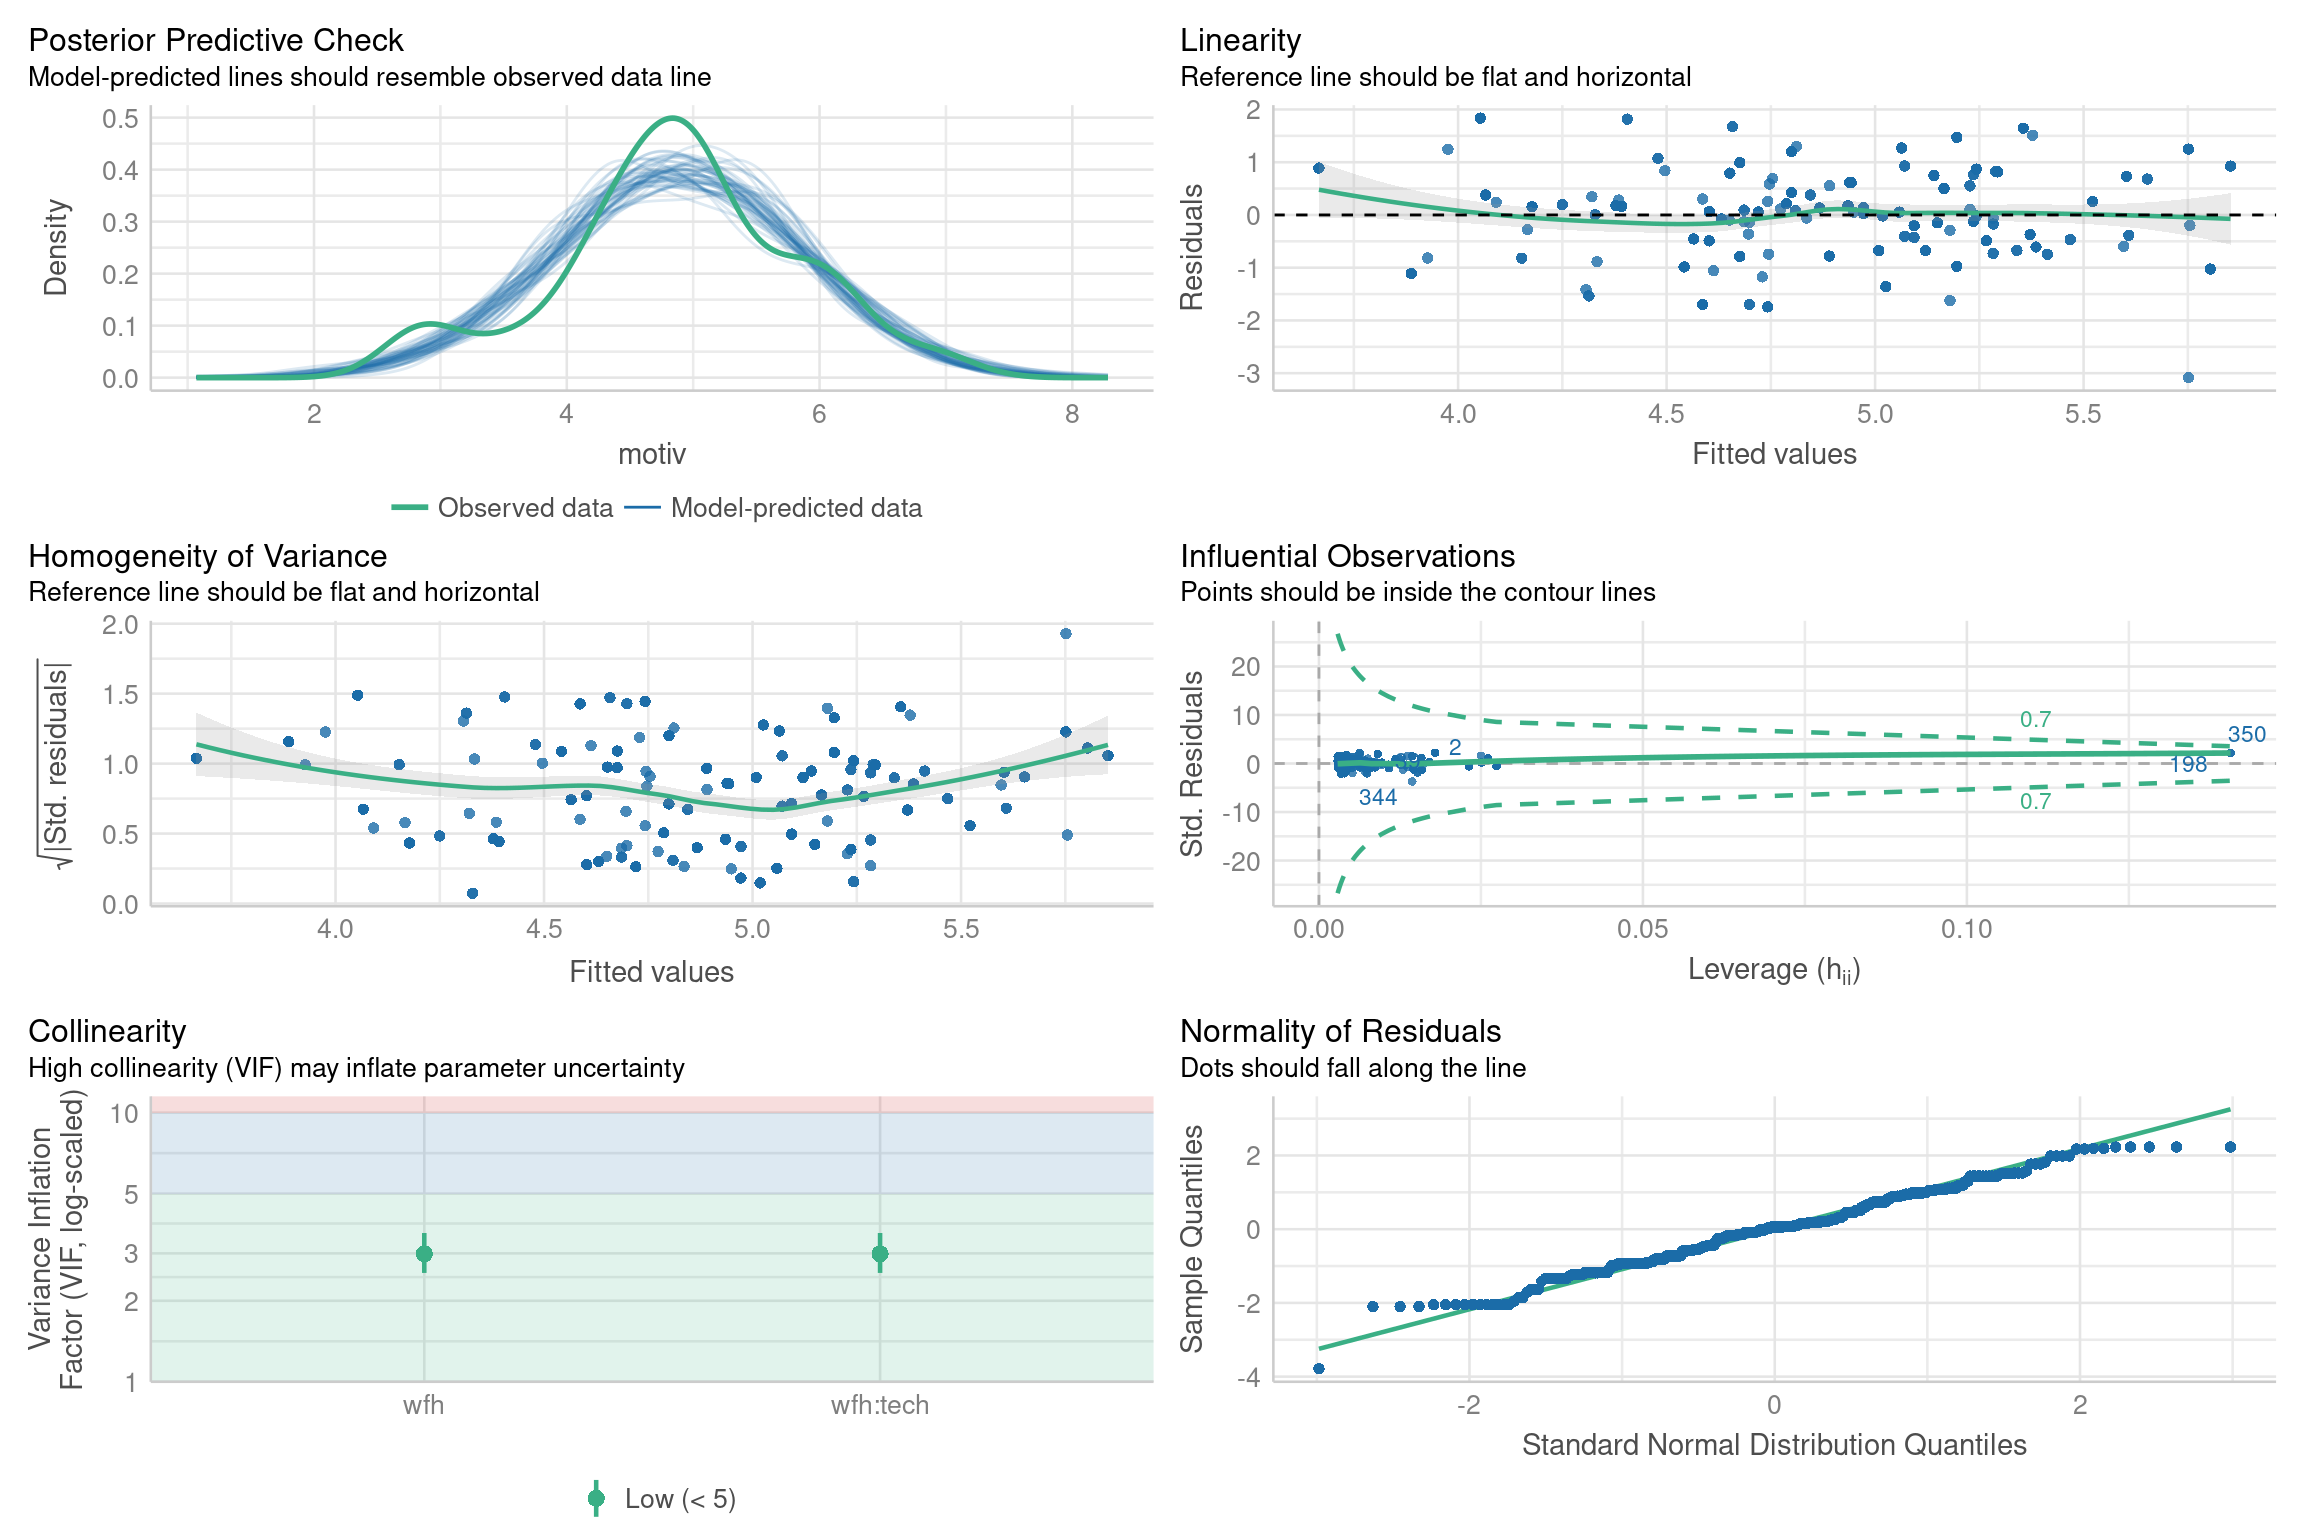 Posterior Predictive Check
Model-predicted lines should resemble observed data line
0.5
0.4
0.3
0.2
0.1
0.0
Density
2 4 6 8
motiv
Observed data Model-predicted data
Linearity
Reference line should be flat and horizontal
2
1
0
-1
-2
-3
Residuals
4.0 4.5 5.0 5.5
Fitted values
Homogeneity of Variance
Reference line should be flat and horizontal
2.0
1.5
1.0
0.5
0.0
√|Std. residuals|
4.0 4.5 5.0 5.5
Fitted values
Influential Observations
Points should be inside the contour lines
20
10
0
-10
-20
Std. Residuals
0.7
350
2
198
344
0.7
0.00 0.05 0.10
Leverage (hii)
Collinearity
High collinearity (VIF) may inflate parameter uncertainty
10
5
3
2
1
Variance Inflation
Factor (VIF, log-scaled)
wfh wfh:tech
Low (< 5)
Normality of Residuals
Dots should fall along the line
2
0
-2
-4
Sample Quantiles
-2 0 2
Standard Normal Distribution Quantiles